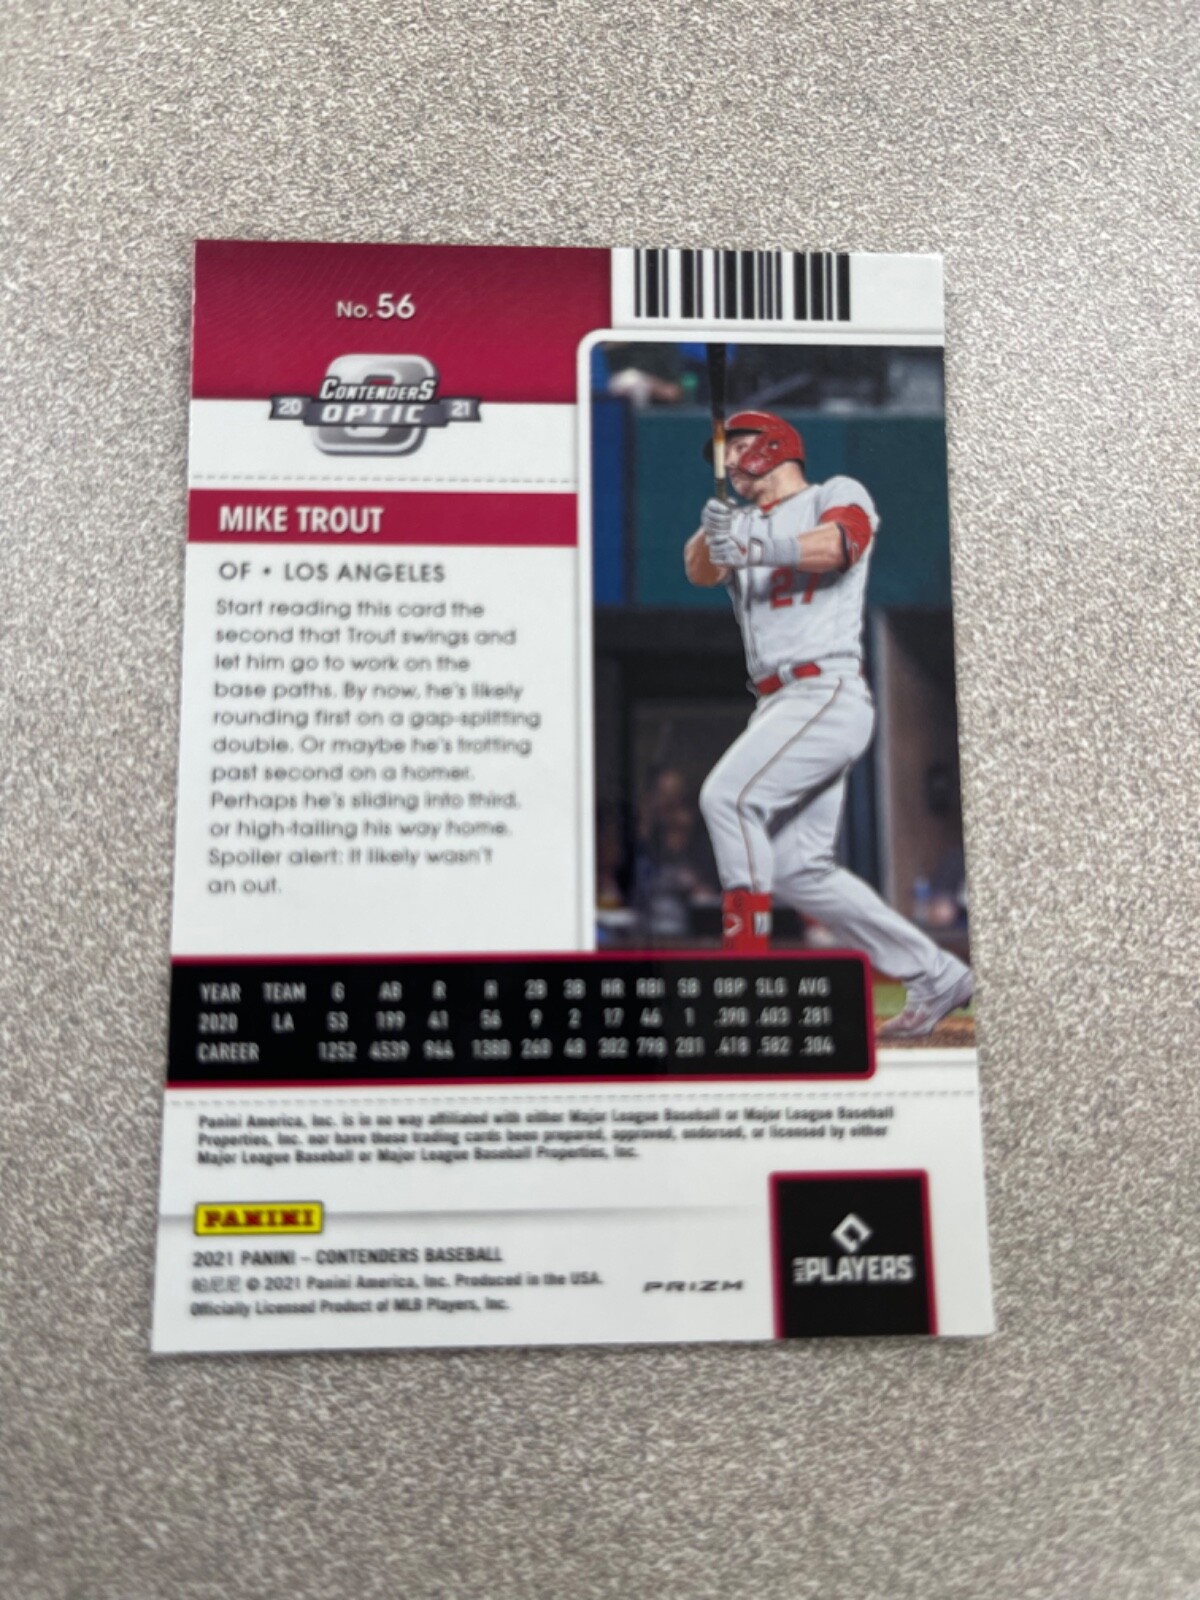 No.56
20 CONTENDERS OPTIC 21
MIKE TROUT
OF • LOS ANGELES
Start reading this card the
second that Trout swings and
let him go to work on the
base paths. By now, he's likely
rounding first on a gap-splitting
double. Or maybe he's trotting
past second on a homer.
Perhaps he's sliding into third,
or high-tailing his way home.
Spoiler alert: It likely wasn't
an out.
27
YEAR TEAM G AB R H 2B 3B HR RBI SB OBP SLG AVG
2020 LA 53 199 41 56 9 2 17 46 1 .390 .603 .281
CAREER 1252 4539 944 1380 260 48 302 798 201 .418 .582 .304
Panini America, Inc. is in no way affiliated with either Major League Baseball or Major League Baseball
Properties, Inc. nor have these trading cards been prepared, approved, endorsed, or licensed by either
Major League Baseball or Major League Baseball Properties, Inc.
PANINI
2021 PANINI – CONTENDERS BASEBALL
帕尼尼 © 2021 Panini America, Inc. Produced in the USA.
Officially Licensed Product of MLB Players, Inc.
PRIZM
MLB PLAYERS